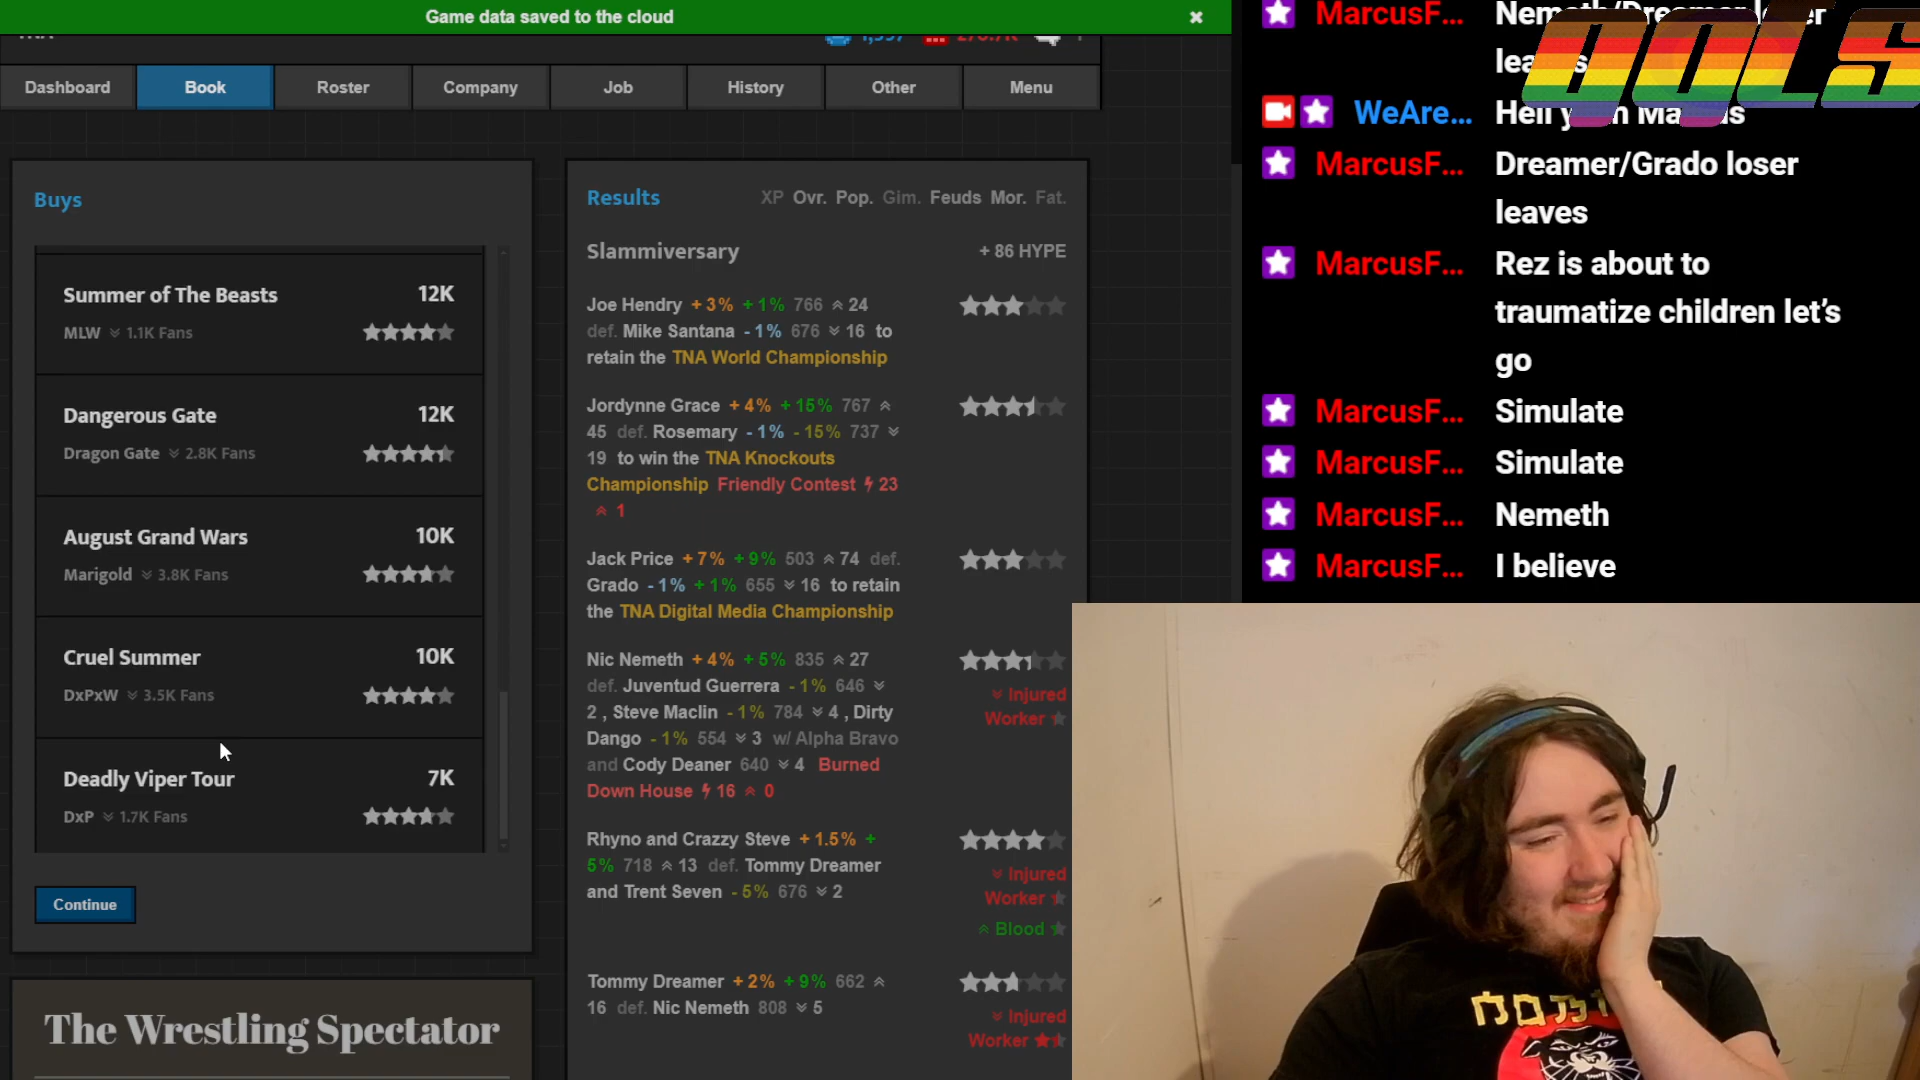 Game data saved to the cloud
Dashboard Book Roster Company Job History Other Menu
Buys
Summer of The Beasts 12K
MLW 1.1K Fans
Dangerous Gate 12K
Dragon Gate 2.8K Fans
August Grand Wars 10K
Marigold 3.8K Fans
Cruel Summer 10K
DxPxW 3.5K Fans
Deadly Viper Tour 7K
DxP 1.7K Fans
Continue
The Wrestling Spectator
Results XP Ovr. Pop. Gim. Feuds Mor. Fat.
Slammiversary + 86 HYPE
Joe Hendry + 3% + 1% 766 24
def. Mike Santana - 1% 676 16 to
retain the TNA World Championship
Jordynne Grace + 4% + 15% 767
45 def. Rosemary - 1% - 15% 737
19 to win the TNA Knockouts
Championship Friendly Contest 23
1
Jack Price + 7% + 9% 503 74 def.
Grado - 1% + 1% 655 16 to retain
the TNA Digital Media Championship
Nic Nemeth + 4% + 5% 835 27
def. Juventud Guerrera - 1% 646
2 , Steve Maclin - 1% 784 4 , Dirty
Dango - 1% 554 3 w/ Alpha Bravo
and Cody Deaner 640 4 Burned
Down House 16 0
Injured
Worker
Rhyno and Crazzy Steve + 1.5% +
5% 718 13 def. Tommy Dreamer
and Trent Seven - 5% 676 2
Injured
Worker
Blood
Tommy Dreamer + 2% + 9% 662
16 def. Nic Nemeth 808 5
Injured
Worker
MarcusF... Nemeth/Dreamer loser
WeAre... Hell
MarcusF... Dreamer/Grado loser
leaves
MarcusF... Rez is about to
traumatize children let's
go
MarcusF... Simulate
MarcusF... Simulate
MarcusF... Nemeth
MarcusF... I believe